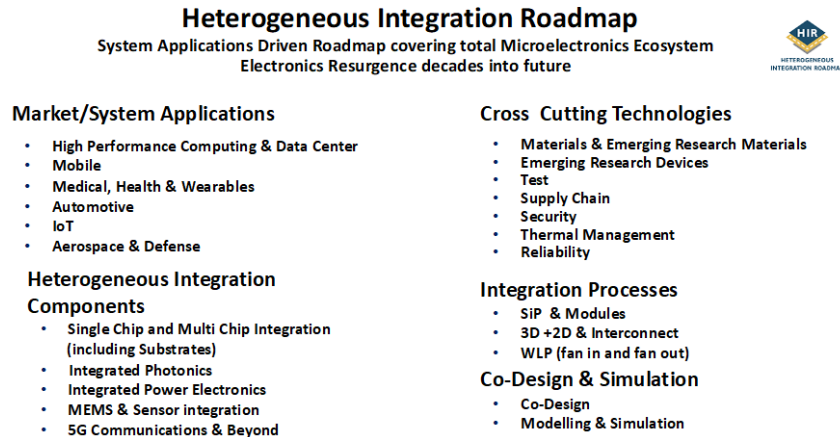 Heterogeneous Integration Roadmap
System Applications Driven Roadmap covering total Microelectronics Ecosystem
Electronics Resurgence decades into future
HIR
HETEROGENEOUS
INTEGRATION ROADMA
Market/System Applications
• High Performance Computing & Data Center
• Mobile
• Medical, Health & Wearables
• Automotive
• IoT
• Aerospace & Defense
Heterogeneous Integration
Components
• Single Chip and Multi Chip Integration
(including Substrates)
• Integrated Photonics
• Integrated Power Electronics
• MEMS & Sensor integration
• 5G Communications & Beyond
Cross Cutting Technologies
• Materials & Emerging Research Materials
• Emerging Research Devices
• Test
• Supply Chain
• Security
• Thermal Management
• Reliability
Integration Processes
• SiP & Modules
• 3D +2D & Interconnect
• WLP (fan in and fan out)
Co-Design & Simulation
• Co-Design
• Modelling & Simulation